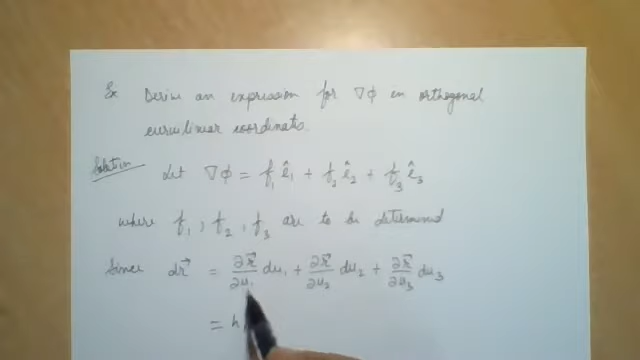 Ex Derive an expression for ∇ϕ in orthogonal
curvilinear coordinates.
Solution Let ∇ϕ = f₁ ê₁ + f₂ ê₂ + f₃ ê₃
where f₁, f₂, f₃ are to be determined
Since dr⃗ = ∂r⃗/∂u₁ du₁ + ∂r⃗/∂u₂ du₂ + ∂r⃗/∂u₃ du₃
= h